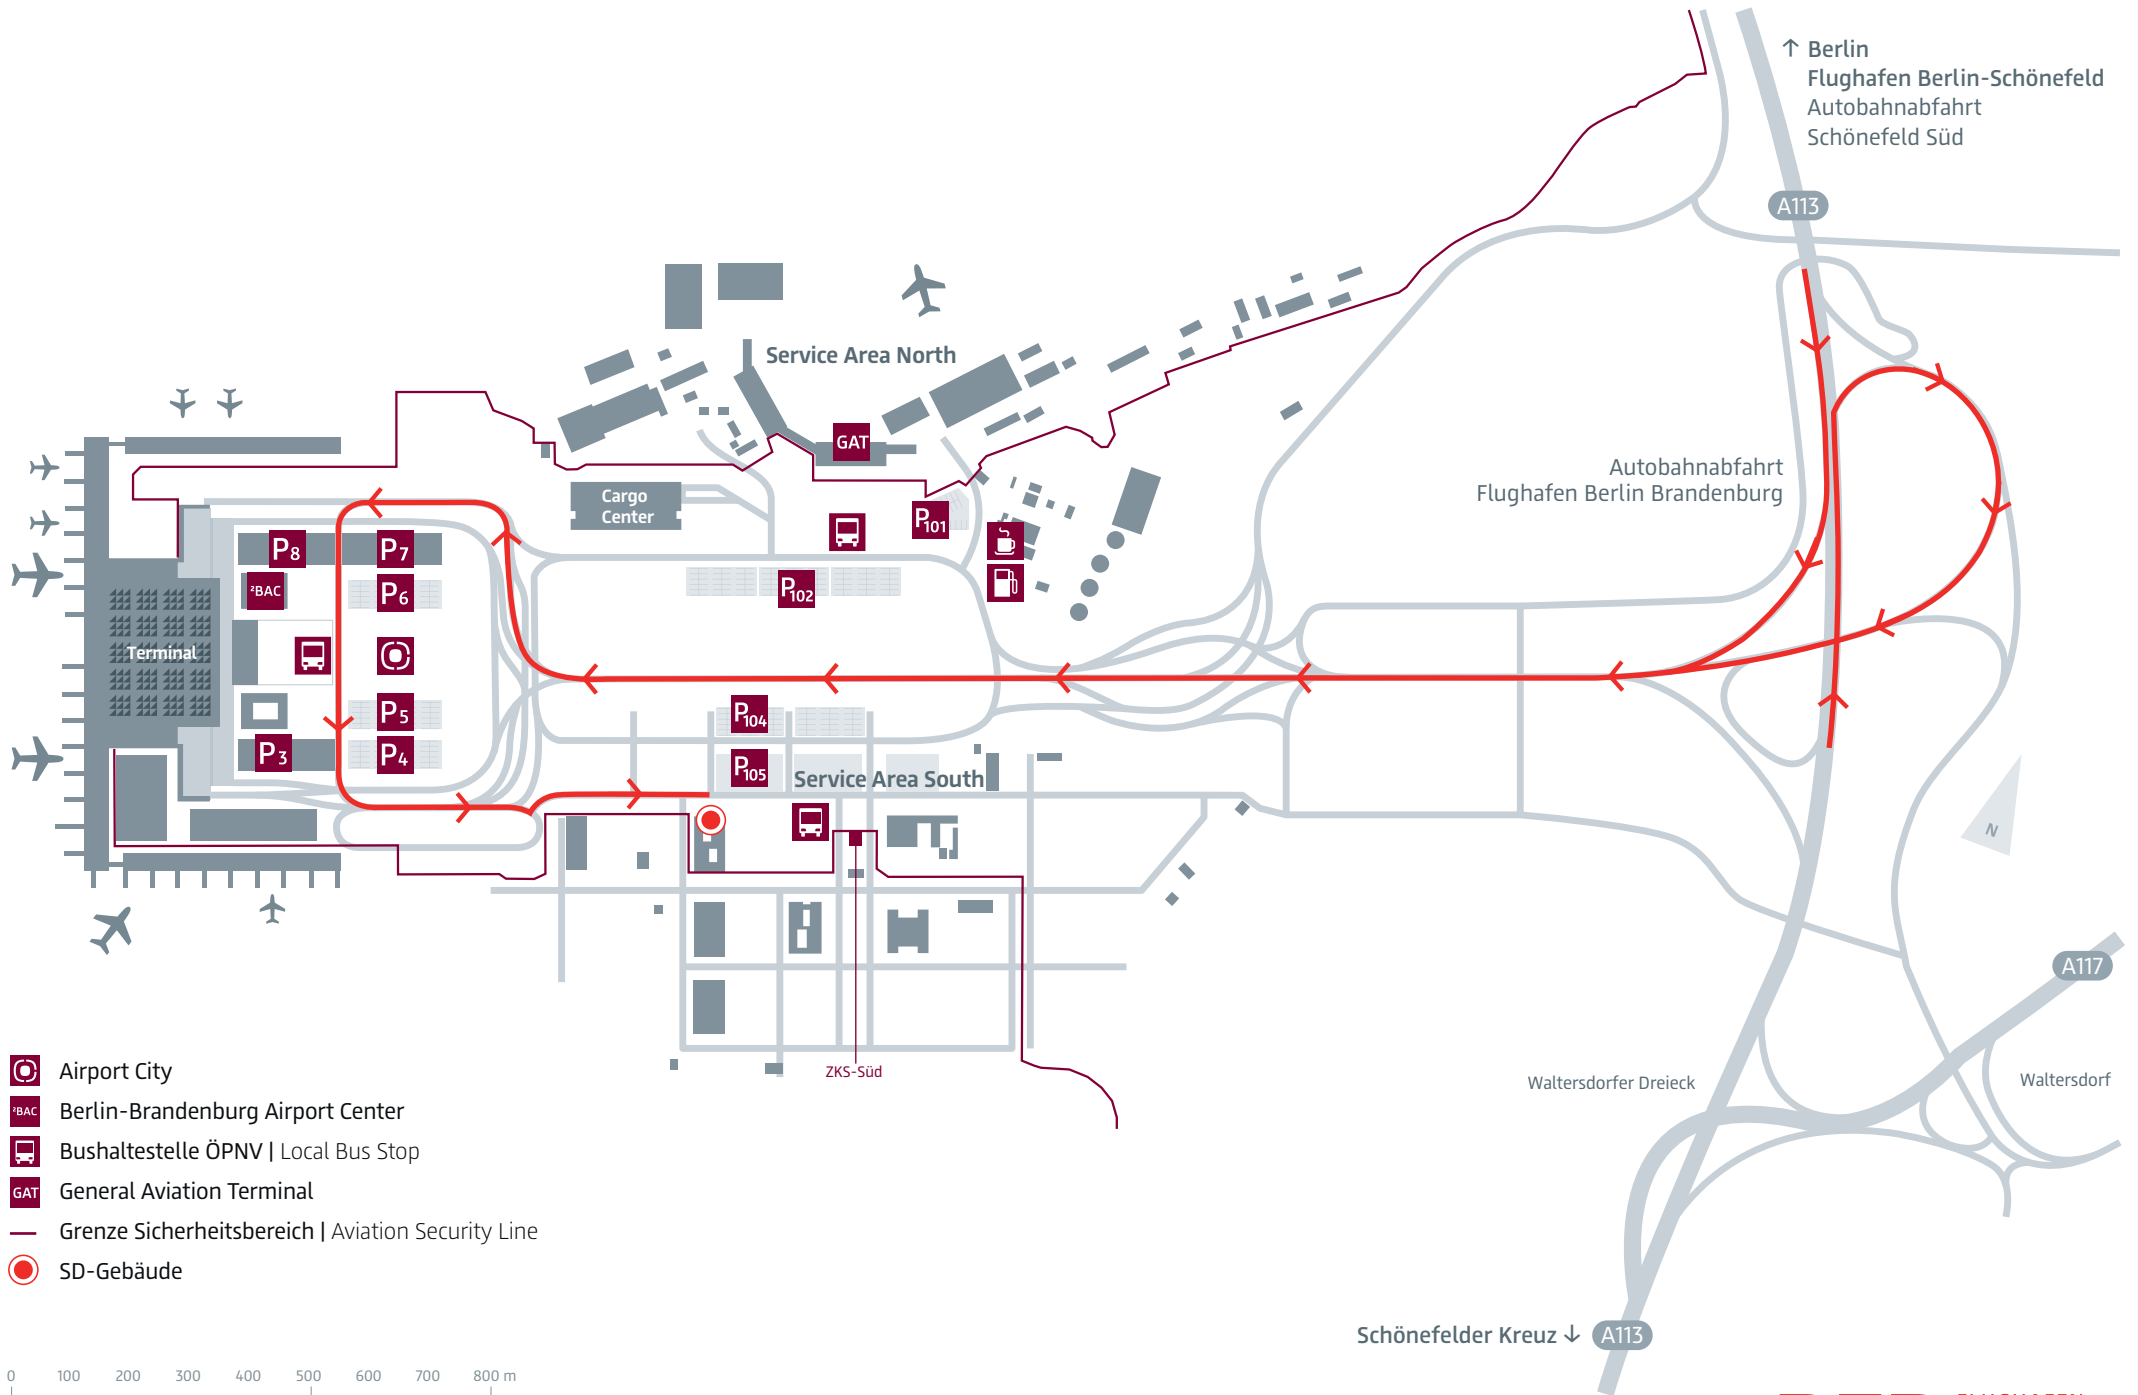 ↑ Berlin
Flughafen Berlin-Schönefeld
Autobahnabfahrt
Schönefeld Süd
A113
Service Area North
GAT
Cargo
Center
P101
P8
P7
²BAC
P6
P102
Autobahnabfahrt
Flughafen Berlin Brandenburg
Terminal
P5
P104
P3
P4
P105
Service Area South
N
A117
ZKS-Süd
Waltersdorfer Dreieck
Waltersdorf
Airport City
²BAC Berlin-Brandenburg Airport Center
Bushaltestelle ÖPNV | Local Bus Stop
GAT General Aviation Terminal
Grenze Sicherheitsbereich | Aviation Security Line
SD-Gebäude
Schönefelder Kreuz ↓ A113
0 100 200 300 400 500 600 700 800 m